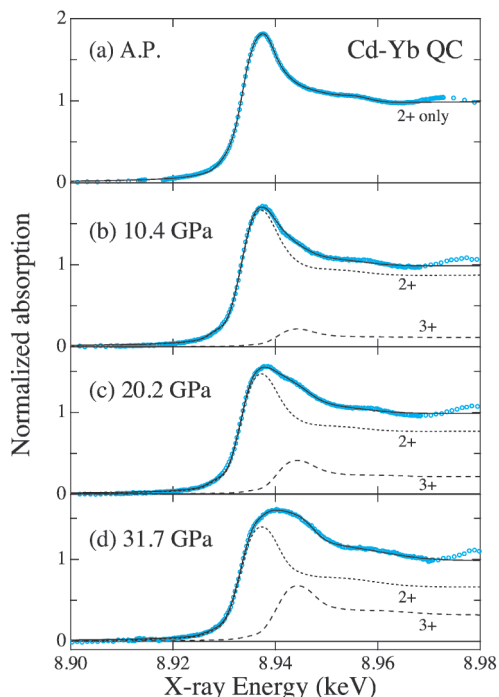 2
(a) A.P.
Cd-Yb QC
1
2+ only
0
(b) 10.4 GPa
1
2+
3+
0
(c) 20.2 GPa
1
2+
3+
0
(d) 31.7 GPa
1
2+
3+
0
8.90 8.92 8.94 8.96 8.98
X-ray Energy (keV)
Normalized absorption